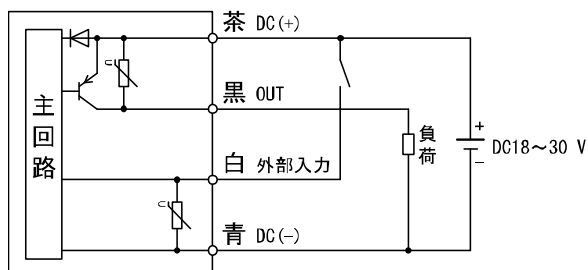 茶 DC(+)
黒 OUT
主回路
負荷
+
DC18～30 V
−
白 外部入力
青 DC(−)
U
U